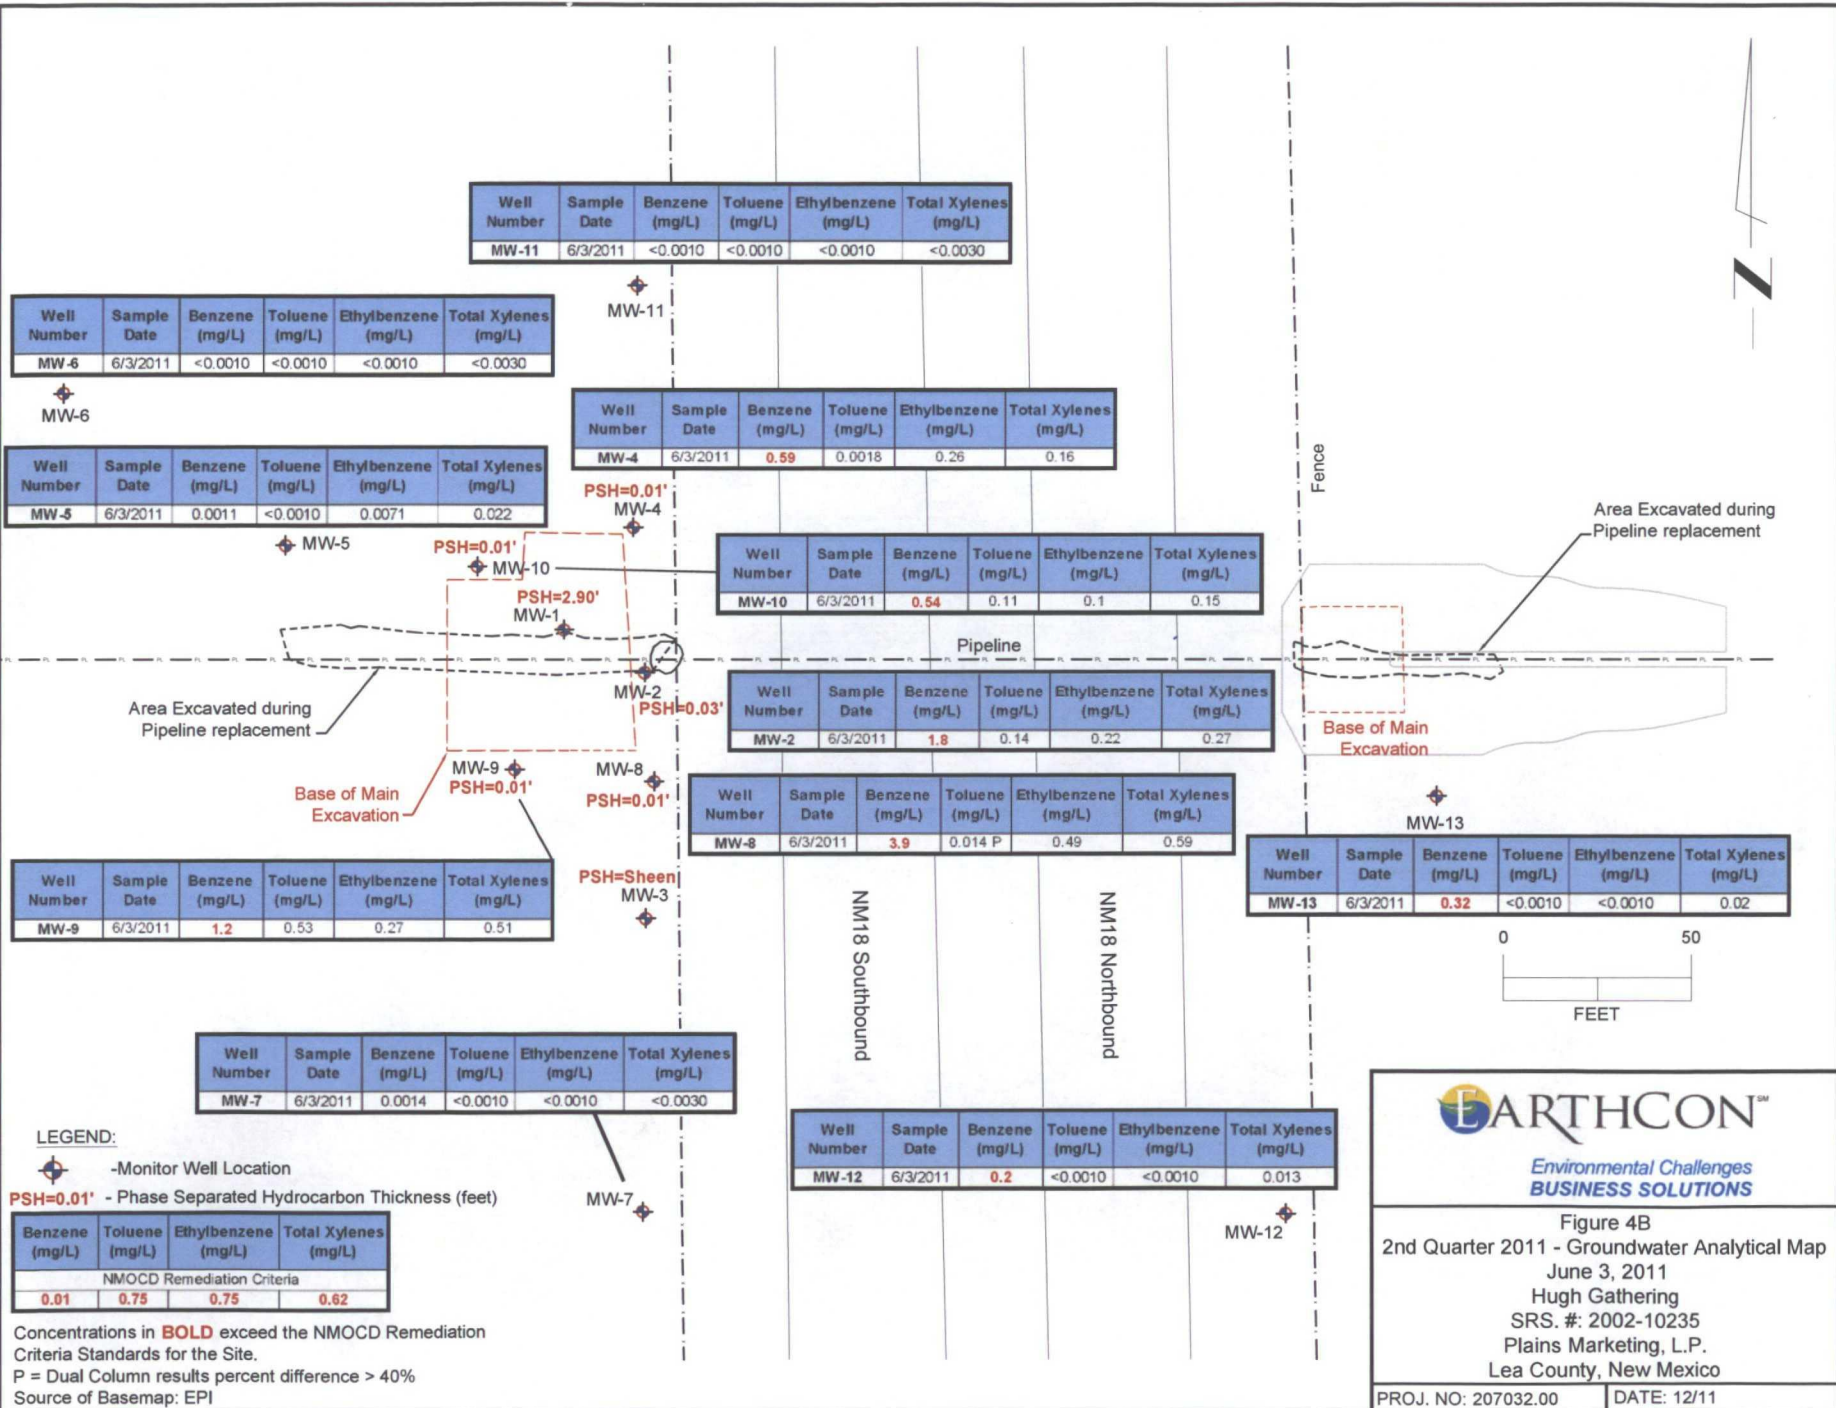 Well Number Sample Date Benzene (mg/L) Toluene (mg/L) Ethylbenzene (mg/L) Total Xylenes (mg/L)
MW-11 6/3/2011 <0.0010 <0.0010 <0.0010 <0.0030
MW-11
Well Number Sample Date Benzene (mg/L) Toluene (mg/L) Ethylbenzene (mg/L) Total Xylenes (mg/L)
MW-6 6/3/2011 <0.0010 <0.0010 <0.0010 <0.0030
MW-6
Well Number Sample Date Benzene (mg/L) Toluene (mg/L) Ethylbenzene (mg/L) Total Xylenes (mg/L)
MW-4 6/3/2011 0.59 0.0018 0.26 0.16
PSH=0.01'
MW-4
Well Number Sample Date Benzene (mg/L) Toluene (mg/L) Ethylbenzene (mg/L) Total Xylenes (mg/L)
MW-5 6/3/2011 0.0011 <0.0010 0.0071 0.022
MW-5
PSH=0.01'
MW-10
Well Number Sample Date Benzene (mg/L) Toluene (mg/L) Ethylbenzene (mg/L) Total Xylenes (mg/L)
MW-10 6/3/2011 0.54 0.11 0.1 0.15
PSH=2.90'
MW-1
Fence
Area Excavated during
Pipeline replacement
Pipeline
MW-2
PSH=0.03'
Well Number Sample Date Benzene (mg/L) Toluene (mg/L) Ethylbenzene (mg/L) Total Xylenes (mg/L)
MW-2 6/3/2011 1.8 0.14 0.22 0.27
Area Excavated during
Pipeline replacement
Base of Main
Excavation
Base of Main
Excavation
MW-9
PSH=0.01'
MW-8
PSH=0.01'
Well Number Sample Date Benzene (mg/L) Toluene (mg/L) Ethylbenzene (mg/L) Total Xylenes (mg/L)
MW-8 6/3/2011 3.9 0.014 P 0.49 0.59
MW-13
Well Number Sample Date Benzene (mg/L) Toluene (mg/L) Ethylbenzene (mg/L) Total Xylenes (mg/L)
MW-13 6/3/2011 0.32 <0.0010 <0.0010 0.02
Well Number Sample Date Benzene (mg/L) Toluene (mg/L) Ethylbenzene (mg/L) Total Xylenes (mg/L)
MW-9 6/3/2011 1.2 0.53 0.27 0.51
PSH=Sheen
MW-3
NM18 Southbound
NM18 Northbound
0 50
FEET
Well Number Sample Date Benzene (mg/L) Toluene (mg/L) Ethylbenzene (mg/L) Total Xylenes (mg/L)
MW-7 6/3/2011 0.0014 <0.0010 <0.0010 <0.0030
MW-7
Well Number Sample Date Benzene (mg/L) Toluene (mg/L) Ethylbenzene (mg/L) Total Xylenes (mg/L)
MW-12 6/3/2011 0.2 <0.0010 <0.0010 0.013
MW-12
N
LEGEND:
-Monitor Well Location
PSH=0.01' - Phase Separated Hydrocarbon Thickness (feet)
Benzene (mg/L) Toluene (mg/L) Ethylbenzene (mg/L) Total Xylenes (mg/L)
NMOCD Remediation Criteria
0.01 0.75 0.75 0.62
Concentrations in BOLD exceed the NMOCD Remediation
Criteria Standards for the Site.
P = Dual Column results percent difference > 40%
Source of Basemap: EPI
EARTHCON℠
Environmental Challenges
BUSINESS SOLUTIONS
Figure 4B
2nd Quarter 2011 - Groundwater Analytical Map
June 3, 2011
Hugh Gathering
SRS. #: 2002-10235
Plains Marketing, L.P.
Lea County, New Mexico
PROJ. NO: 207032.00 DATE: 12/11